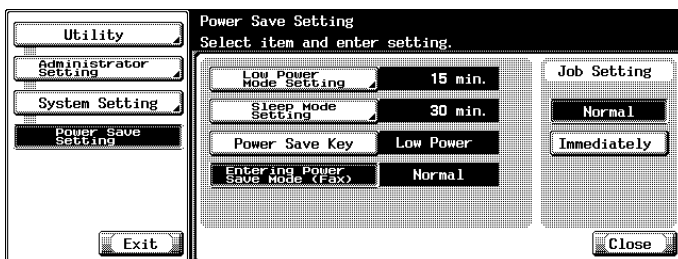 Utility
Administrator
Setting
System Setting
Power Save
Setting
Exit
Power Save Setting
Select item and enter setting.
Low Power
Mode Setting
15 min.
Sleep Mode
Setting
30 min.
Power Save Key
Low Power
Entering Power
Save Mode (Fax)
Normal
Job Setting
Normal
Immediately
Close